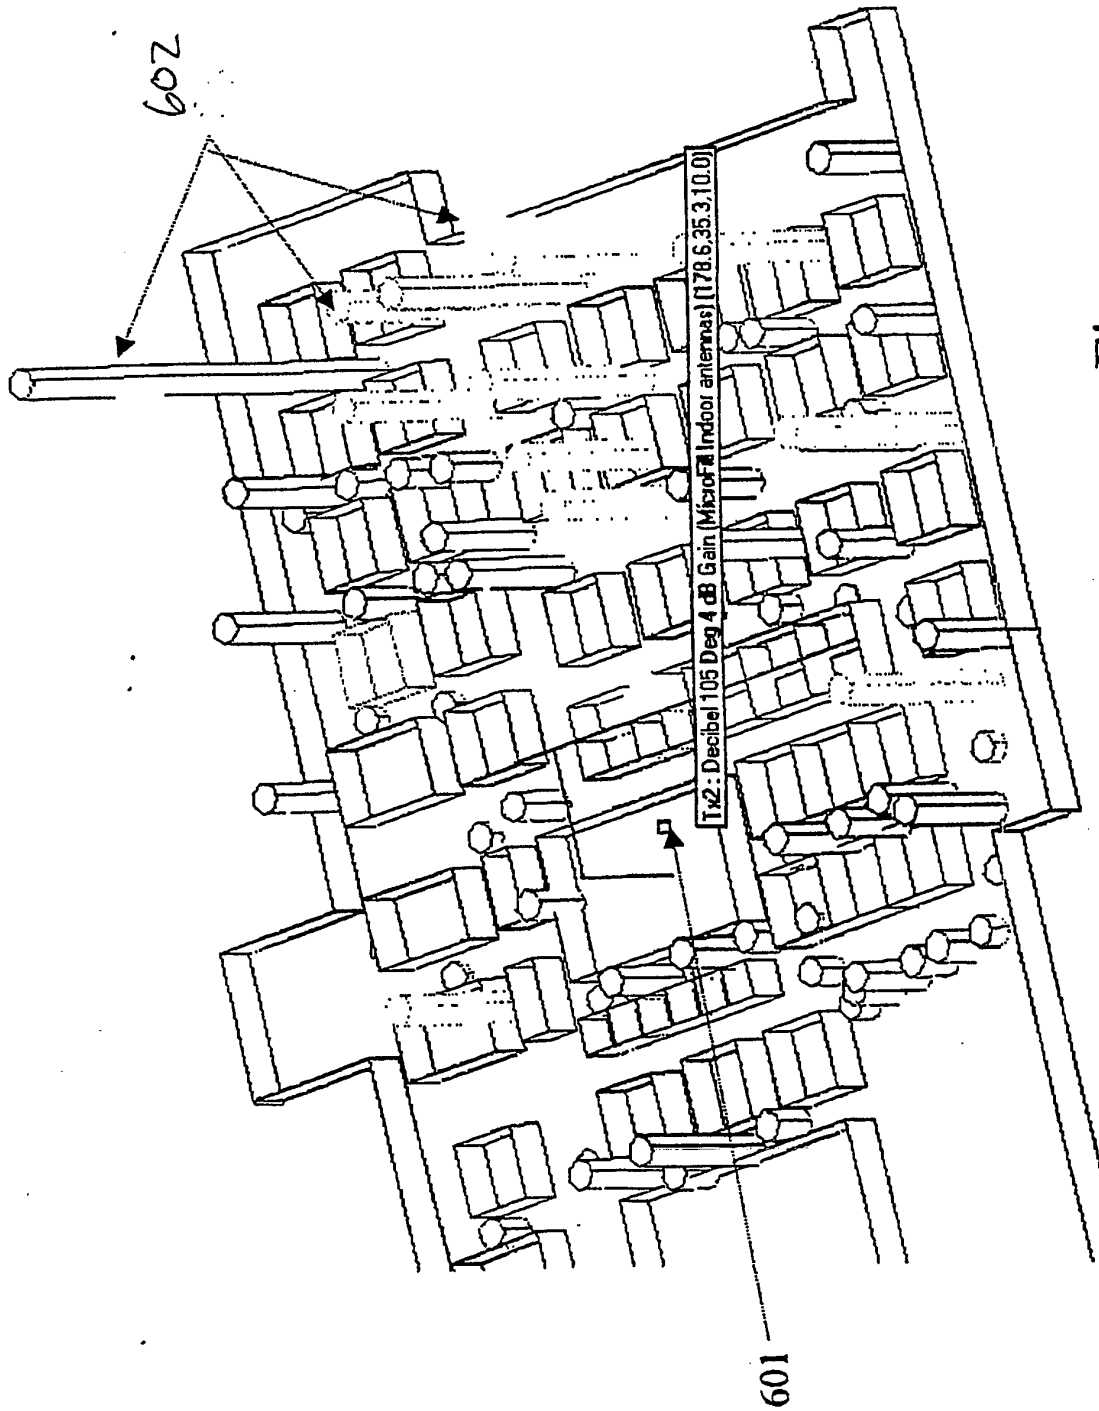 602
Tx2: Decibel 105 Deg 4 dB Gain (MicroFill Indoor antennas) (178.6,35.3,10.0)
601